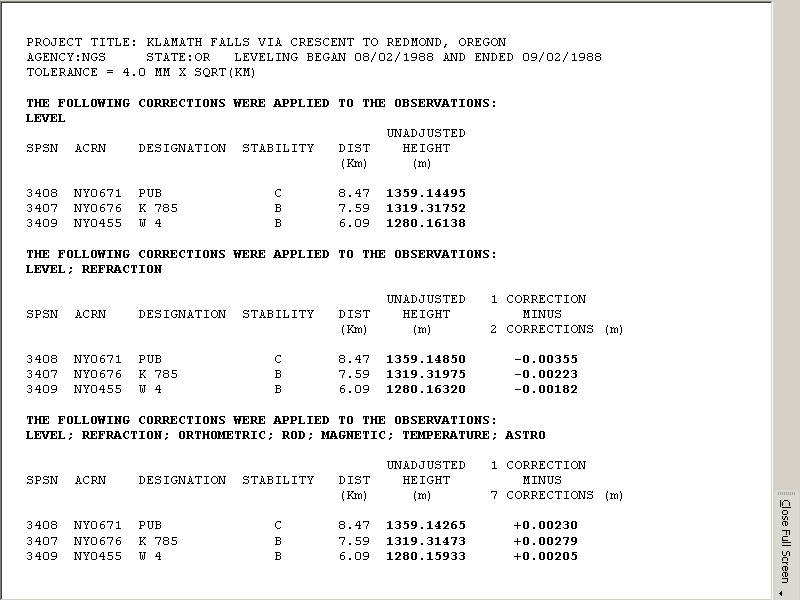 PROJECT TITLE: KLAMATH FALLS VIA CRESCENT TO REDMOND, OREGON
AGENCY:NGS STATE:OR LEVELING BEGAN 08/02/1988 AND ENDED 09/02/1988
TOLERANCE = 4.0 MM X SQRT(KM)
THE FOLLOWING CORRECTIONS WERE APPLIED TO THE OBSERVATIONS:
LEVEL
UNADJUSTED
SPSN ACRN DESIGNATION STABILITY DIST HEIGHT
(Km) (m)
3408 NY0671 PUB C 8.47 1359.14495
3407 NY0676 K 785 B 7.59 1319.31752
3409 NY0455 W 4 B 6.09 1280.16138
THE FOLLOWING CORRECTIONS WERE APPLIED TO THE OBSERVATIONS:
LEVEL; REFRACTION
UNADJUSTED 1 CORRECTION
SPSN ACRN DESIGNATION STABILITY DIST HEIGHT MINUS
(Km) (m) 2 CORRECTIONS (m)
3408 NY0671 PUB C 8.47 1359.14850 -0.00355
3407 NY0676 K 785 B 7.59 1319.31975 -0.00223
3409 NY0455 W 4 B 6.09 1280.16320 -0.00182
THE FOLLOWING CORRECTIONS WERE APPLIED TO THE OBSERVATIONS:
LEVEL; REFRACTION; ORTHOMETRIC; ROD; MAGNETIC; TEMPERATURE; ASTRO
UNADJUSTED 1 CORRECTION
SPSN ACRN DESIGNATION STABILITY DIST HEIGHT MINUS
(Km) (m) 7 CORRECTIONS (m)
3408 NY0671 PUB C 8.47 1359.14265 +0.00230
3407 NY0676 K 785 B 7.59 1319.31473 +0.00279
3409 NY0455 W 4 B 6.09 1280.15933 +0.00205
Close Full Screen